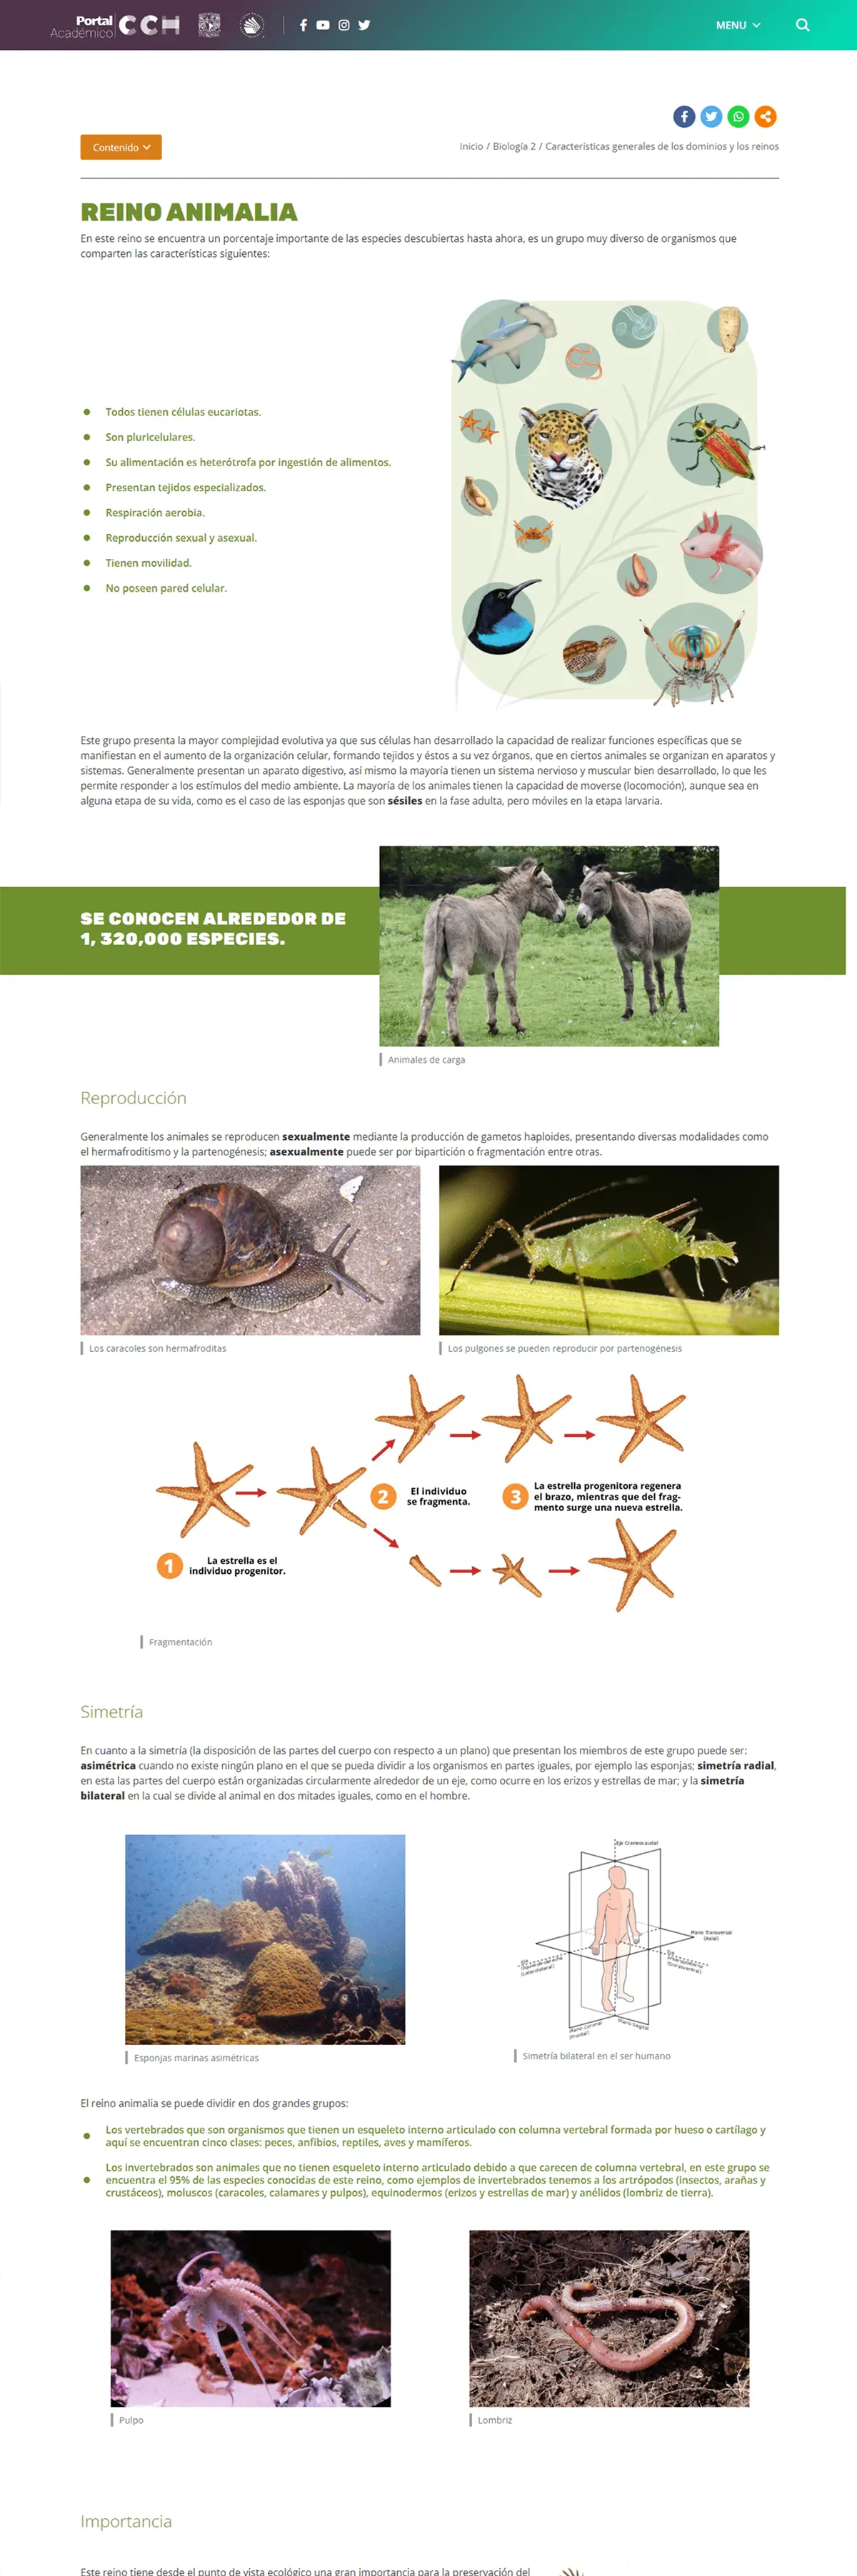 Portal
Académico
CCH
MENU
Contenido
Inicio / Biología 2 / Características generales de los dominios y los reinos
REINO ANIMALIA
En este reino se encuentra un porcentaje importante de las especies descubiertas hasta ahora, es un grupo muy diverso de organismos que
comparten las características siguientes:
Todos tienen células eucariotas.
Son pluricelulares.
Su alimentación es heterótrofa por ingestión de alimentos.
Presentan tejidos especializados.
Respiración aerobia.
Reproducción sexual y asexual.
Tienen movilidad.
No poseen pared celular.
Este grupo presenta la mayor complejidad evolutiva ya que sus células han desarrollado la capacidad de realizar funciones específicas que se
manifiestan en el aumento de la organización celular, formando tejidos y éstos a su vez órganos, que en ciertos animales se organizan en aparatos y
sistemas. Generalmente presentan un aparato digestivo, así mismo la mayoría tienen un sistema nervioso y muscular bien desarrollado, lo que les
permite responder a los estímulos del medio ambiente. La mayoría de los animales tienen la capacidad de moverse (locomoción), aunque sea en
alguna etapa de su vida, como es el caso de las esponjas que son sésiles en la fase adulta, pero móviles en la etapa larvaria.
SE CONOCEN ALREDEDOR DE
1, 320,000 ESPECIES.
Animales de carga
Reproducción
Generalmente los animales se reproducen sexualmente mediante la producción de gametos haploides, presentando diversas modalidades como
el hermafroditismo y la partenogénesis; asexualmente puede ser por bipartición o fragmentación entre otras.
Los caracoles son hermafroditas
Los pulgones se pueden reproducir por partenogénesis
1 La estrella es el
individuo progenitor.
2 El individuo
se fragmenta.
3 La estrella progenitora regenera
el brazo, mientras que del frag-
mento surge una nueva estrella.
Fragmentación
Simetría
En cuanto a la simetría (la disposición de las partes del cuerpo con respecto a un plano) que presentan los miembros de este grupo puede ser:
asimétrica cuando no existe ningún plano en el que se pueda dividir a los organismos en partes iguales, por ejemplo las esponjas; simetría radial,
en esta las partes del cuerpo están organizadas circularmente alrededor de un eje, como ocurre en los erizos y estrellas de mar; y la simetría
bilateral en la cual se divide al animal en dos mitades iguales, como en el hombre.
Eje Craneocaudal
Plano Transversal
(Axial)
(Laterolateral)
(Dorsoventral)
Plano Coronal
(Frontal)
Plano Sagital
Esponjas marinas asimétricas
Simetría bilateral en el ser humano
El reino animalia se puede dividir en dos grandes grupos:
Los vertebrados que son organismos que tienen un esqueleto interno articulado con columna vertebral formada por hueso o cartílago y
aquí se encuentran cinco clases: peces, anfibios, reptiles, aves y mamíferos.
Los invertebrados son animales que no tienen esqueleto interno articulado debido a que carecen de columna vertebral, en este grupo se
encuentra el 95% de las especies conocidas de este reino, como ejemplos de invertebrados tenemos a los artrópodos (insectos, arañas y
crustáceos), moluscos (caracoles, calamares y pulpos), equinodermos (erizos y estrellas de mar) y anélidos (lombriz de tierra).
Pulpo
Lombriz
Importancia
Este reino tiene desde el punto de vista ecológico una gran importancia para la preservación del